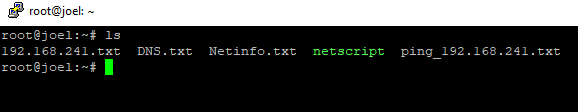 root@joel: ~
root@joel:~# ls
192.168.241.txt  DNS.txt  Netinfo.txt  netscript  ping_192.168.241.txt
root@joel:~#